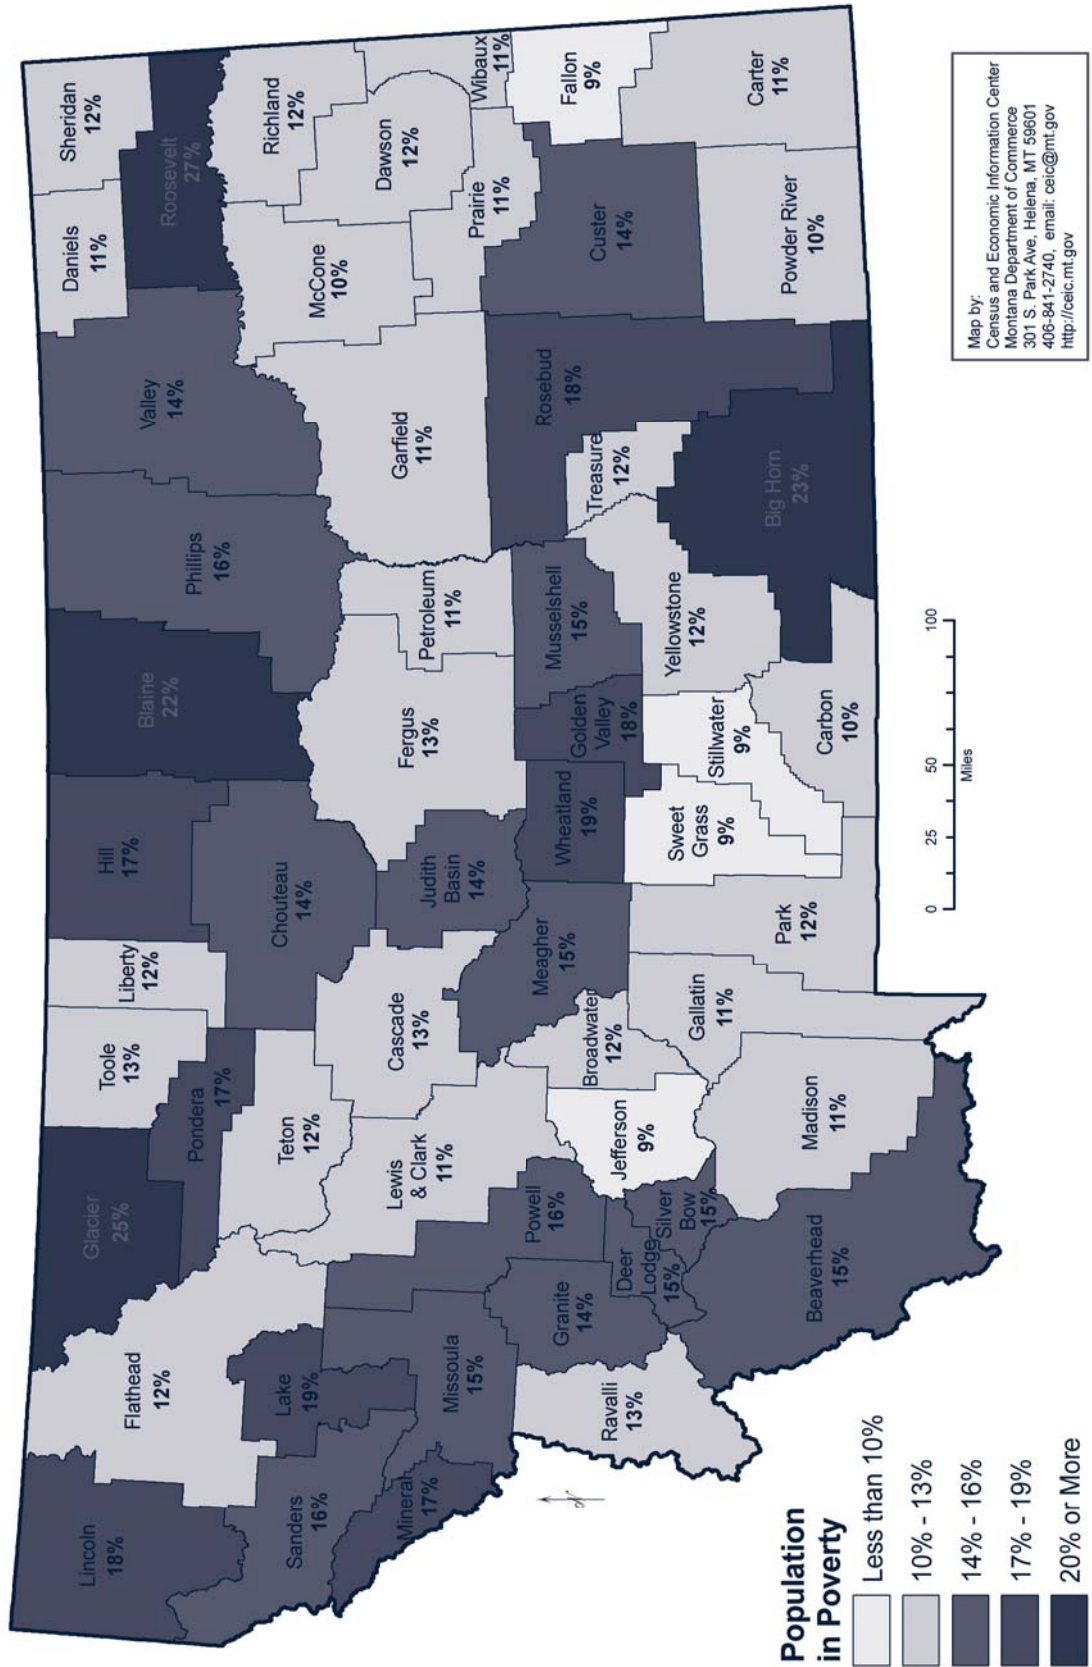 Lincoln
18%
Flathead
12%
Glacier
25%
Toole
13%
Liberty
12%
Hill
17%
Blaine
22%
Phillips
16%
Valley
14%
Daniels
11%
Sheridan
12%
Roosevelt
27%
Sanders
16%
Lake
19%
Pondera
17%
Teton
12%
Chouteau
14%
Richland
12%
McCone
10%
Garfield
11%
Dawson
12%
Mineral
17%
Missoula
15%
Lewis
& Clark
11%
Cascade
13%
Judith
Basin
14%
Fergus
13%
Petroleum
11%
Prairie
11%
Wibaux
11%
Powell
16%
Granite
14%
Ravalli
13%
Deer
Lodge
15%
Silver
Bow
15%
Jefferson
9%
Broadwater
12%
Meagher
15%
Wheatland
19%
Golden
Valley
18%
Musselshell
15%
Rosebud
18%
Treasure
12%
Custer
14%
Fallon
9%
Beaverhead
15%
Madison
11%
Gallatin
11%
Park
12%
Sweet
Grass
9%
Stillwater
9%
Yellowstone
12%
Carbon
10%
Big Horn
23%
Powder River
10%
Carter
11%
N
Population
in Poverty
Less than 10%
10% - 13%
14% - 16%
17% - 19%
20% or More
0 25 50 100
Miles
Map by:
Census and Economic Information Center
Montana Department of Commerce
301 S. Park Ave, Helena, MT 59601
406-841-2740, email: ceic@mt.gov
http://ceic.mt.gov